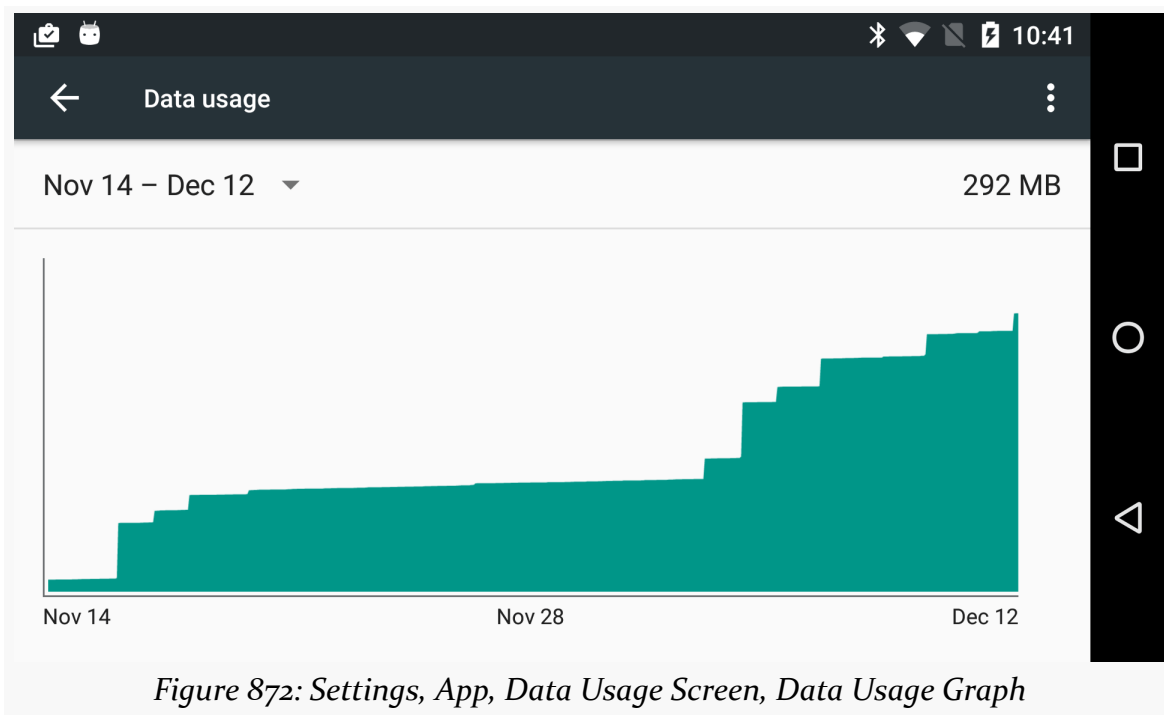 10:41
Data usage
Nov 14 – Dec 12
292 MB
Nov 14
Nov 28
Dec 12
Figure 872: Settings, App, Data Usage Screen, Data Usage Graph